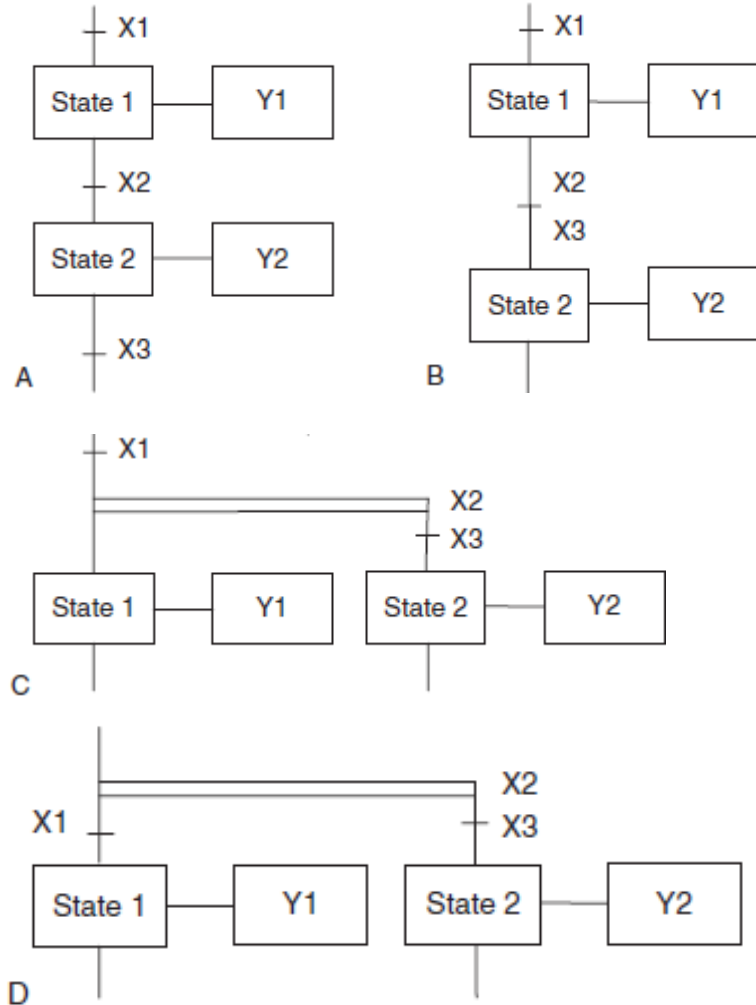 X1
State 1 Y1
X2
State 2 Y2
X3
A
X1
State 1 Y1
X2
X3
State 2 Y2
B
X1
X2
X3
State 1 Y1 State 2 Y2
C
X2
X1 X3
State 1 Y1 State 2 Y2
D